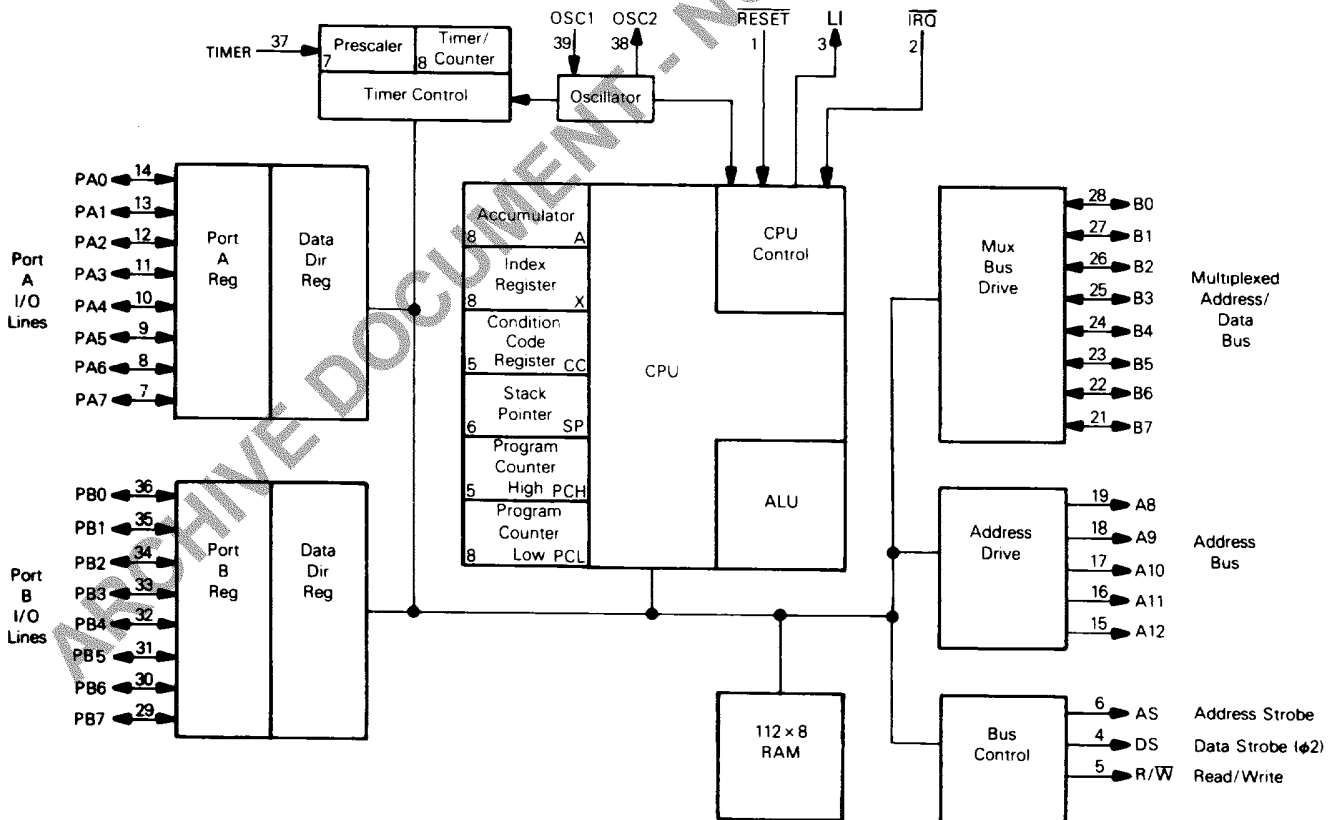 OSC1 OSC2 RESET LI IRQ
39 38 1 3 2
TIMER 37
Prescaler
7
Timer/
Counter
8
Timer Control
Oscillator
Port
A
I/O
Lines
PA0 14
PA1 13
PA2 12
PA3 11
PA4 10
PA5 9
PA6 8
PA7 7
Port
A
Reg
Data
Dir
Reg
Port
B
I/O
Lines
PB0 36
PB1 35
PB2 34
PB3 33
PB4 32
PB5 31
PB6 30
PB7 29
Port
B
Reg
Data
Dir
Reg
Accumulator
8 A
Index
Register
8 X
Condition
Code
Register CC
5
Stack
Pointer
6 SP
Program
Counter
High PCH
5
Program
Counter
Low PCL
8
CPU
CPU
Control
ALU
112 × 8
RAM
Mux
Bus
Drive
28 B0
27 B1
26 B2
25 B3
24 B4
23 B5
22 B6
21 B7
Multiplexed
Address/
Data
Bus
Address
Drive
19 A8
18 A9
17 A10
16 A11
15 A12
Address
Bus
Bus
Control
6 AS Address Strobe
4 DS Data Strobe (ϕ2)
5 R/W Read/Write
ARCHIVE DOCUMENT -